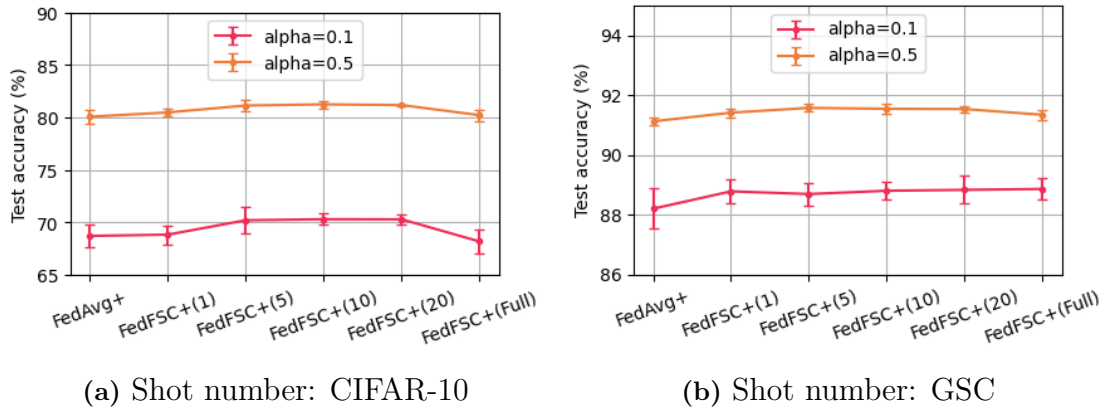 90
85
80
75
70
65
Test accuracy (%)
alpha=0.1
alpha=0.5
FedAvg+
FedFSC+(1)
FedFSC+(5)
FedFSC+(10)
FedFSC+(20)
FedFSC+(Full)
(a) Shot number: CIFAR-10
94
92
90
88
86
Test accuracy (%)
alpha=0.1
alpha=0.5
FedAvg+
FedFSC+(1)
FedFSC+(5)
FedFSC+(10)
FedFSC+(20)
FedFSC+(Full)
(b) Shot number: GSC